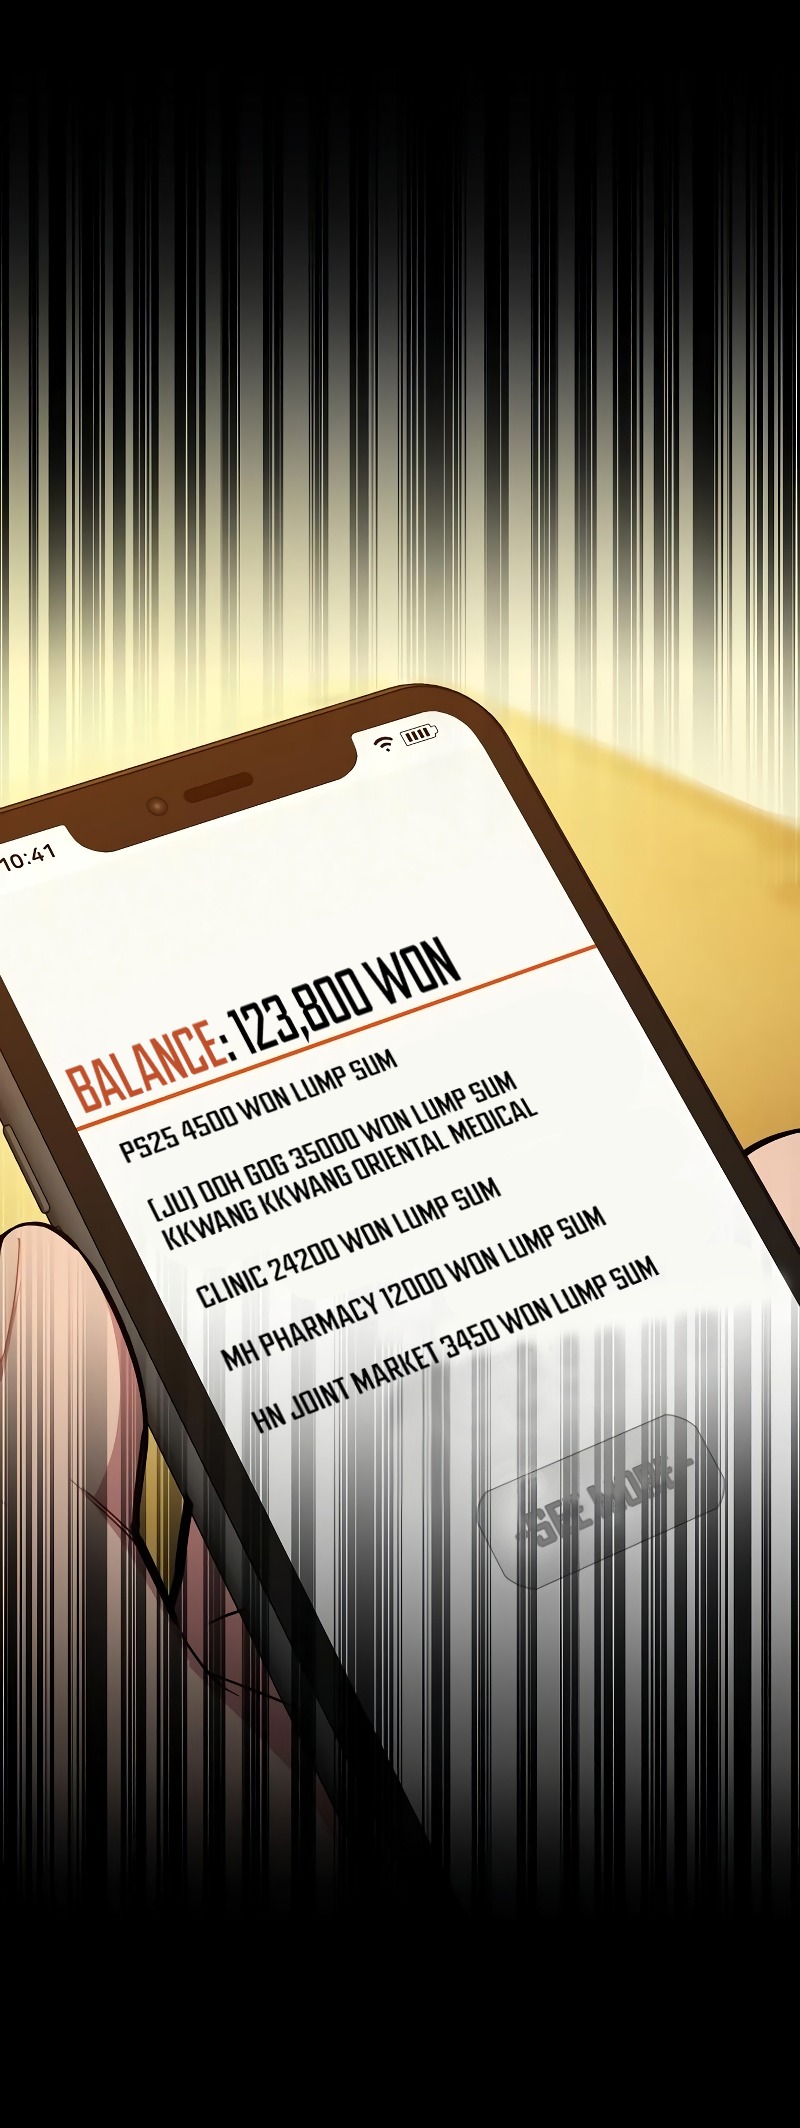 10:41
BALANCE: 123,800 WON
PS25 4500 WON LUMP SUM
[JU] OOH GOG 35000 WON LUMP SUM
KKWANG KKWANG ORIENTAL MEDICAL
CLINIC 24200 WON LUMP SUM
MH PHARMACY 12000 WON LUMP SUM
HN JOINT MARKET 3450 WON LUMP SUM
-SEE MORE-